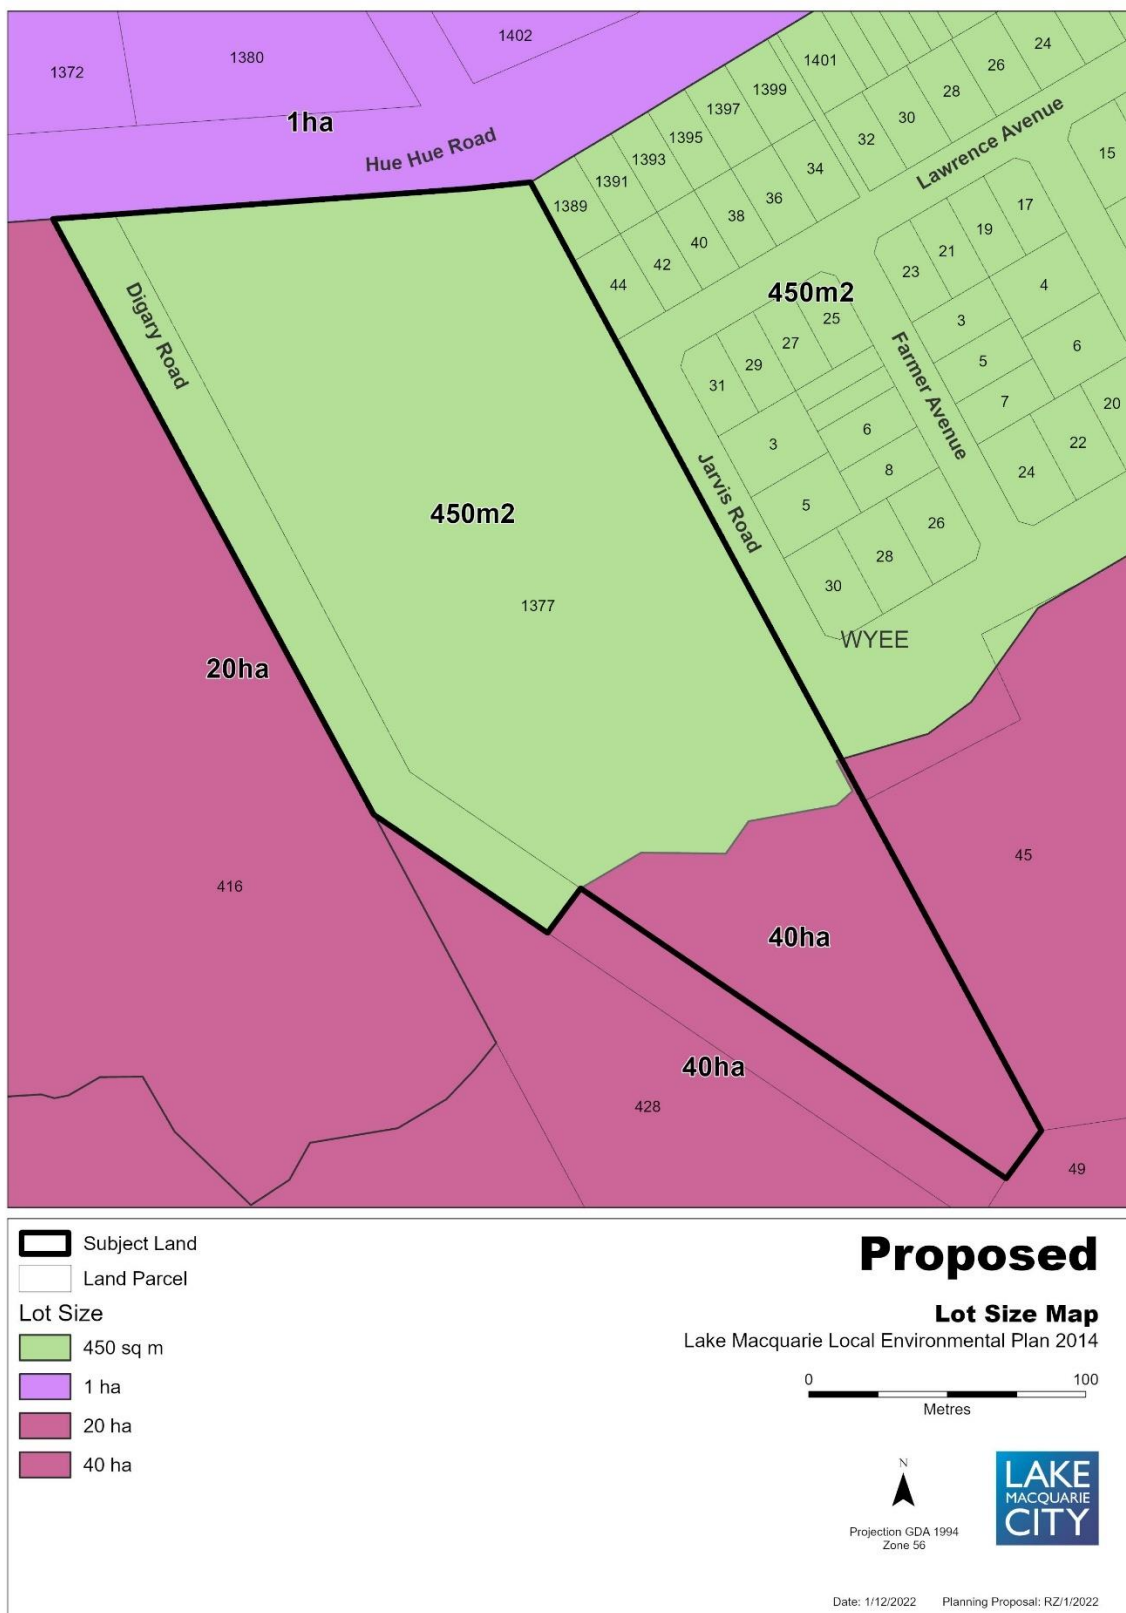 1372
1380
1402
1ha
Hue Hue Road
1401
24
26
28
30
32
1399
1397
1395
1393
1391
1389
Lawrence Avenue
15
34
36
38
40
42
44
17
19
21
23
4
3
5
7
6
20
22
24
450m2
25
27
29
31
Farmer Avenue
3
6
8
5
26
28
30
Jarvis Road
WYEE
Digary Road
450m2
1377
20ha
416
45
40ha
40ha
428
49
Subject Land
Land Parcel
Lot Size
450 sq m
1 ha
20 ha
40 ha
Proposed
Lot Size Map
Lake Macquarie Local Environmental Plan 2014
0 100
Metres
N
Projection GDA 1994
Zone 56
LAKE
MACQUARIE
CITY
Date: 1/12/2022 Planning Proposal: RZ/1/2022